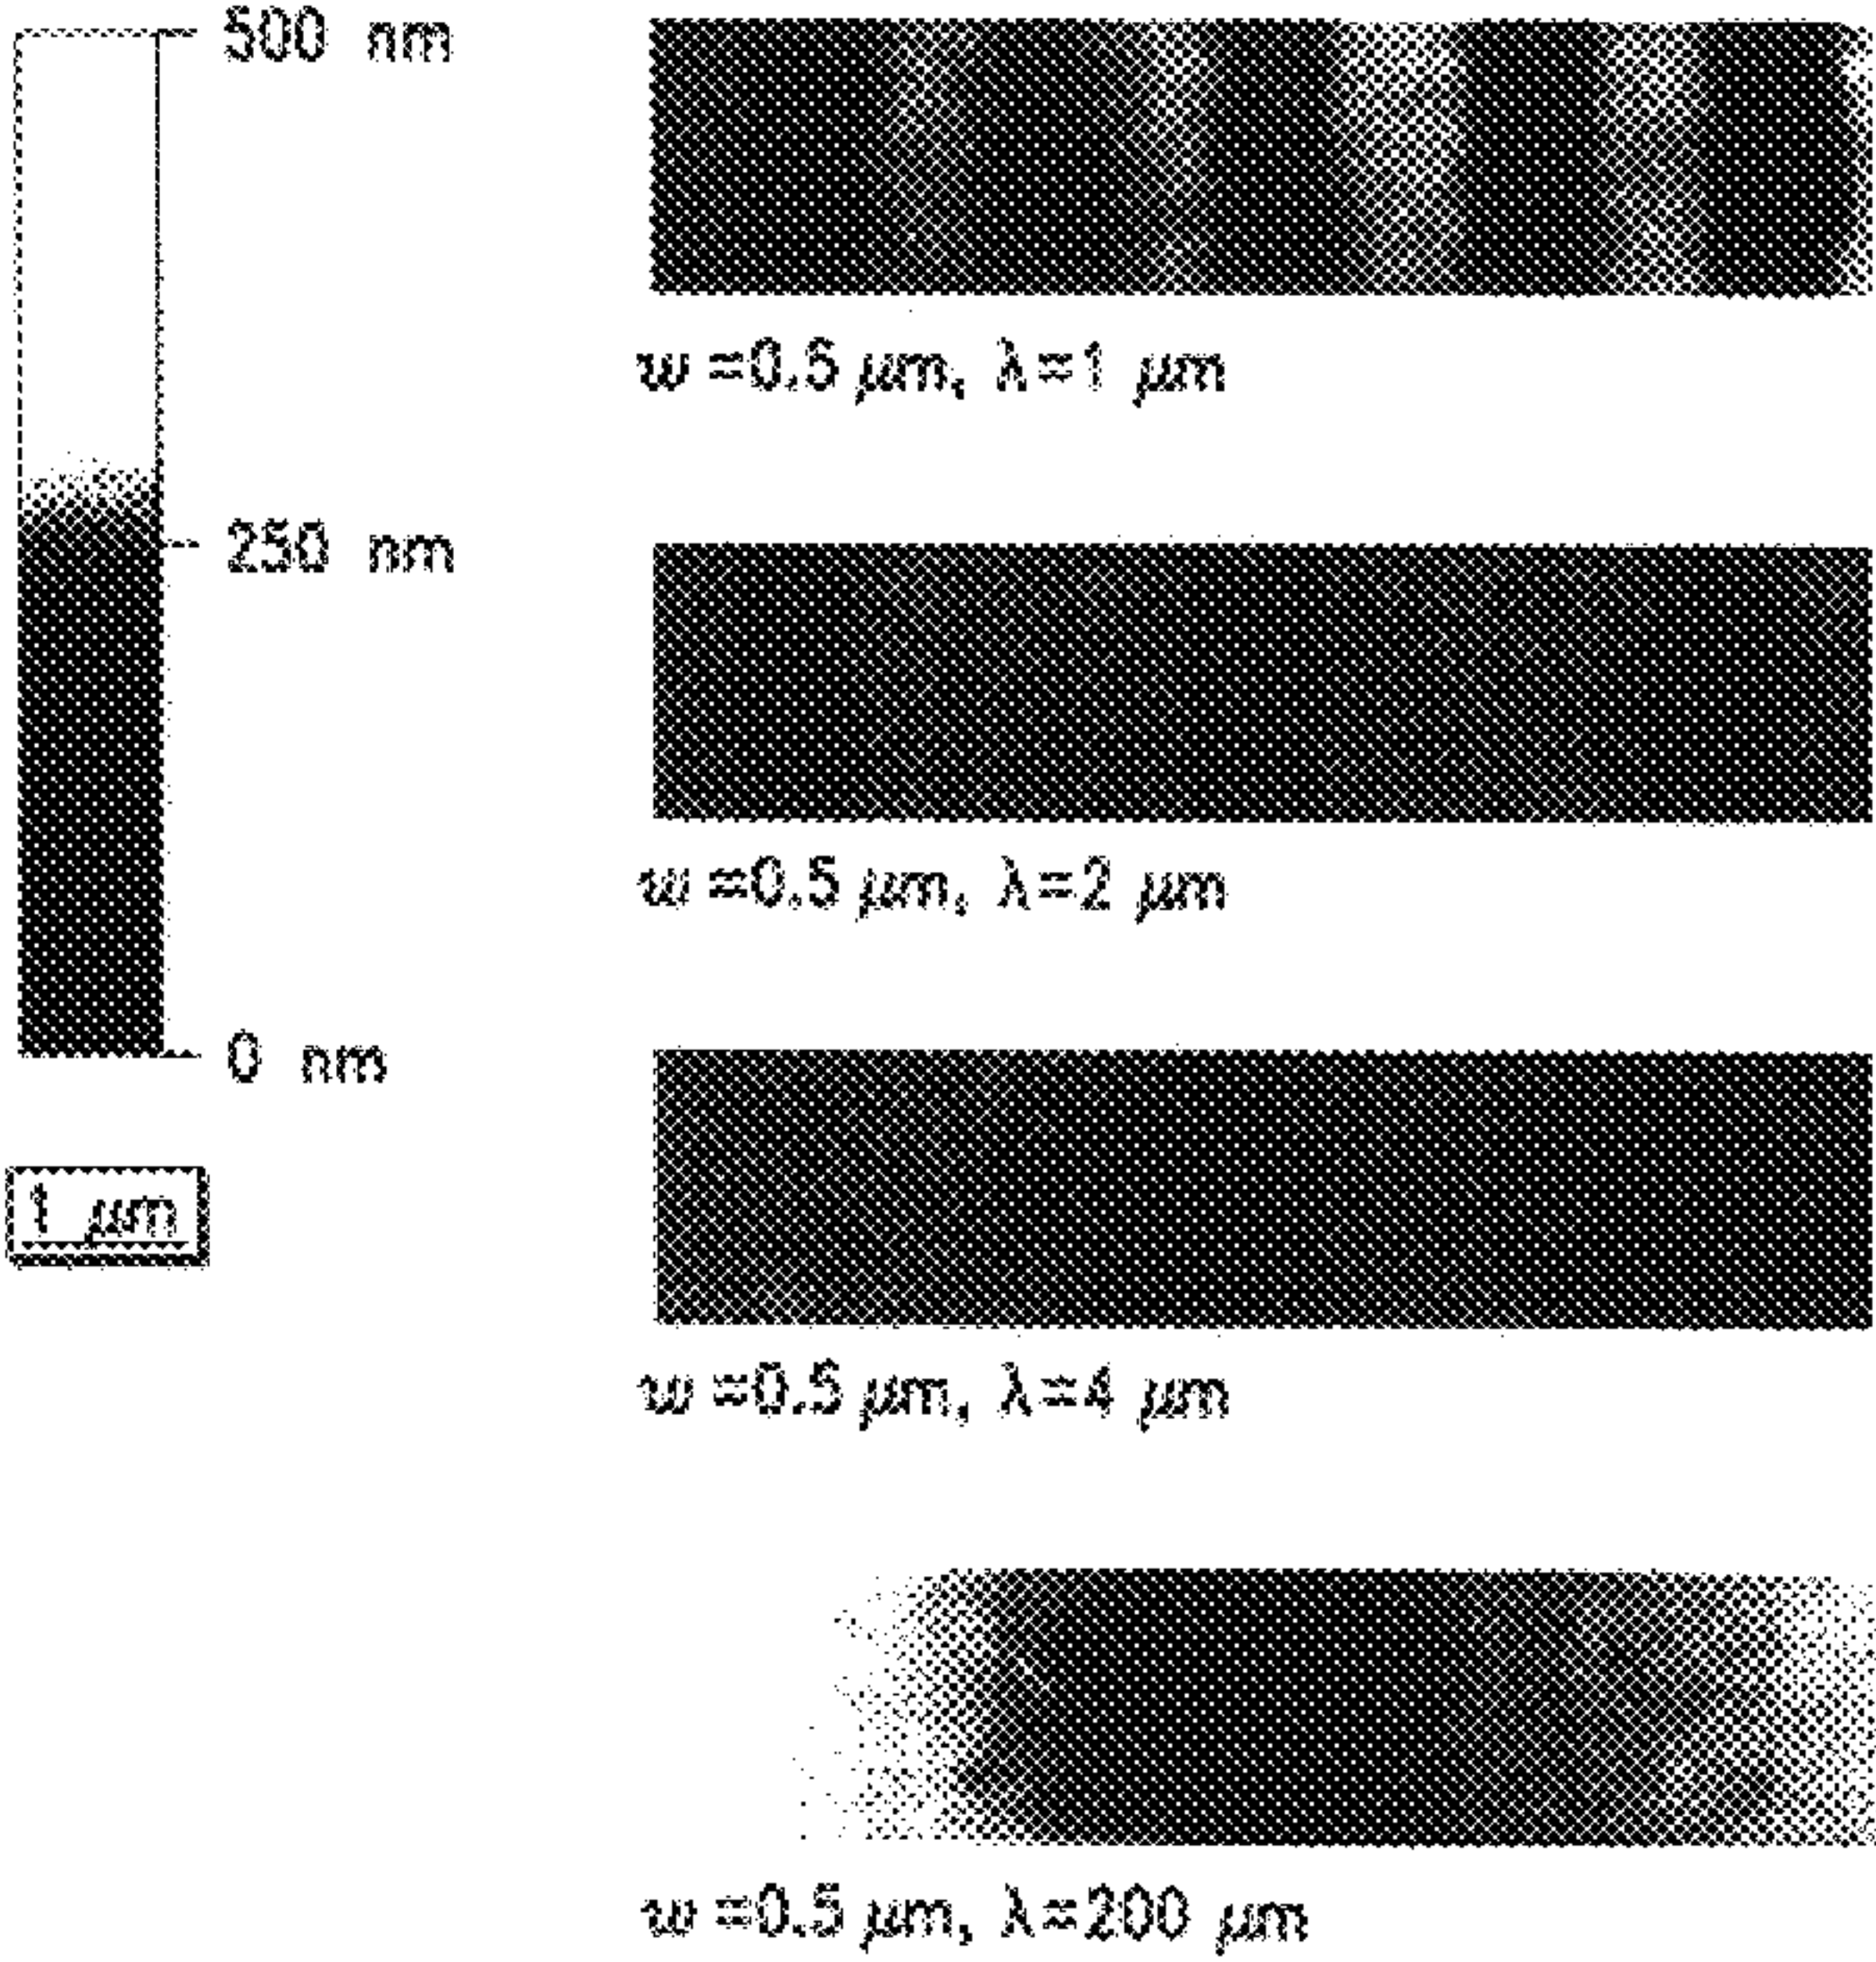 500 nm
w =0.5 μm, λ=1 μm
250 nm
w =0.5 μm, λ=2 μm
0 nm
1 μm
w =0.5 μm, λ=4 μm
w =0.5 μm, λ=200 μm